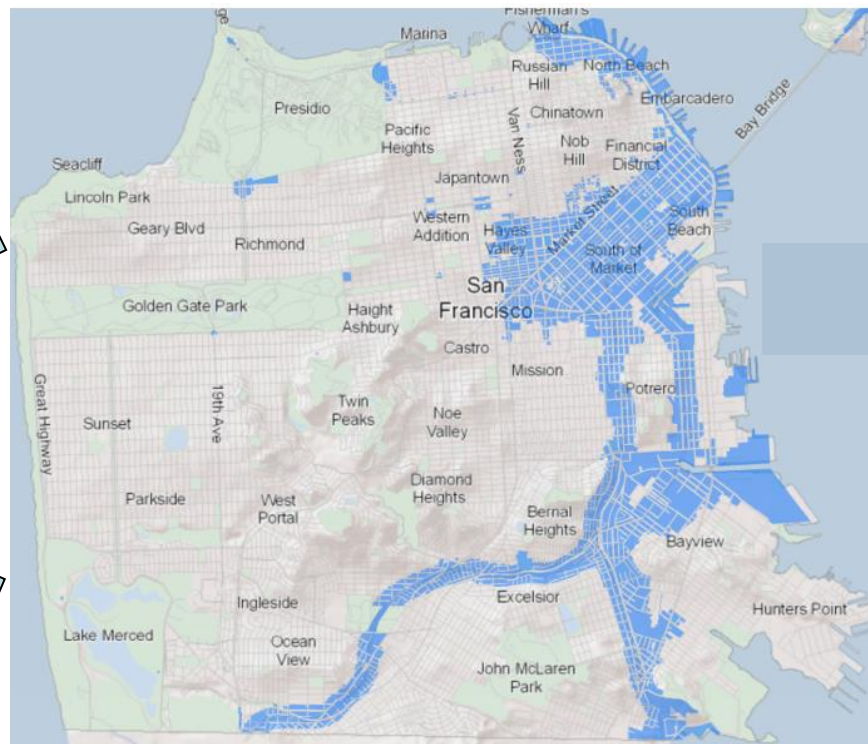 Fisherman's
Wharf
Marina
Russian
Hill
North Beach
Presidio
Chinatown
Embarcadero
Bay Bridge
Pacific
Heights
Van Ness
Nob
Hill
Financial
District
Seacliff
Japantown
Lincoln Park
Geary Blvd
Richmond
Western
Addition
Hayes
Valley
Market Street
South
Beach
South of
Market
San
Francisco
Golden Gate Park
Haight
Ashbury
Castro
Mission
Great Highway
19th Ave
Sunset
Twin
Peaks
Noe
Valley
Potrero
Parkside
West
Portal
Diamond
Heights
Bernal
Heights
Bayview
Ingleside
Excelsior
Hunters Point
Lake Merced
Ocean
View
John McLaren
Park